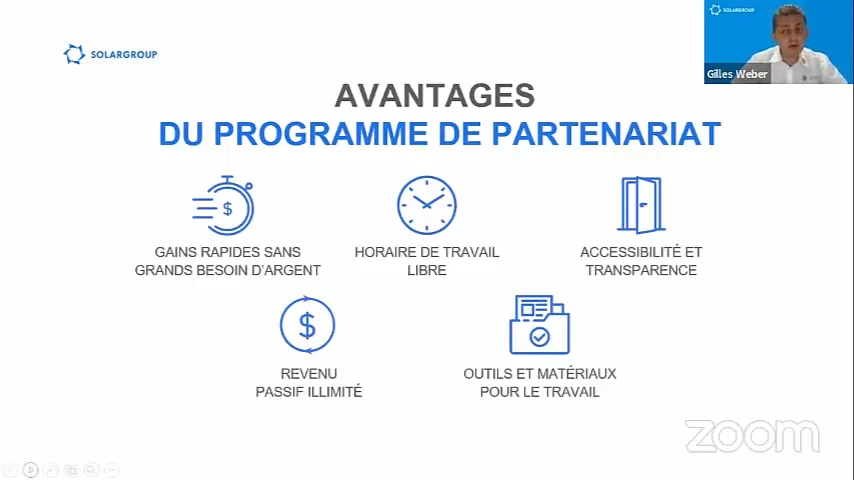 SOLARGROUP
SOLARGROUP
Gilles Weber
AVANTAGES
DU PROGRAMME DE PARTENARIAT
$
GAINS RAPIDES SANS
GRANDS BESOIN D'ARGENT
HORAIRE DE TRAVAIL
LIBRE
ACCESSIBILITÉ ET
TRANSPARENCE
$
REVENU
PASSIF ILLIMITÉ
OUTILS ET MATÉRIAUX
POUR LE TRAVAIL
zoom